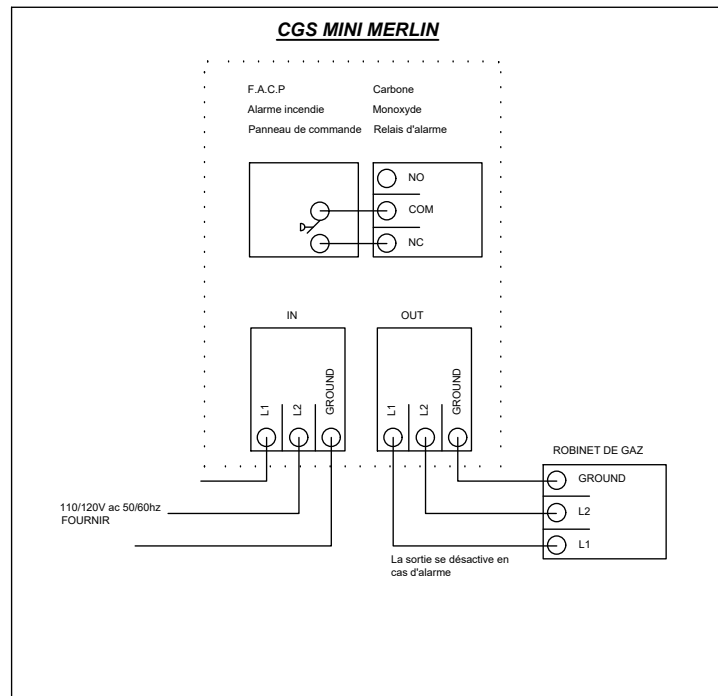 CGS MINI MERLIN
F.A.C.P
Alarme incendie
Panneau de commande
Carbone
Monoxyde
Relais d'alarme
NO
COM
NC
IN
L1
L2
GROUND
OUT
L1
L2
GROUND
ROBINET DE GAZ
GROUND
L2
L1
110/120V ac 50/60hz
FOURNIR
La sortie se désactive en
cas d'alarme